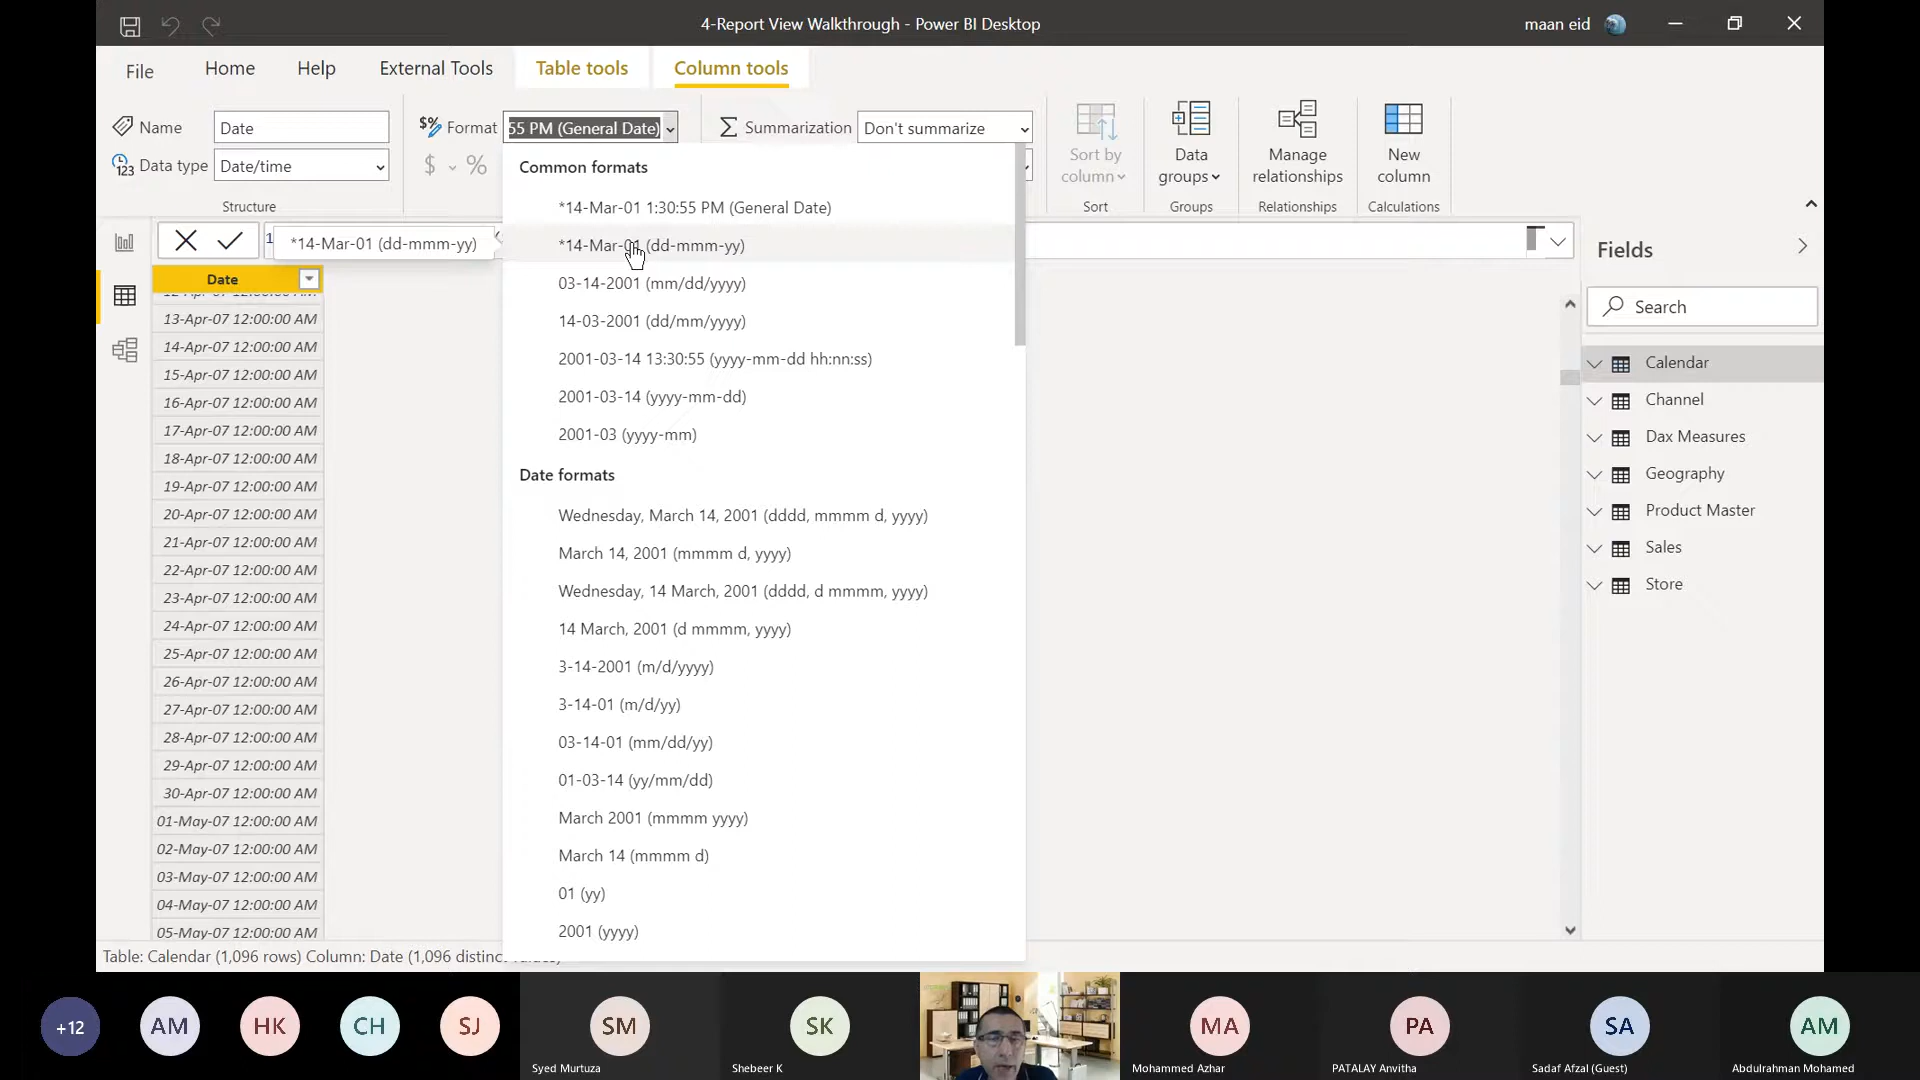 4-Report View Walkthrough - Power BI Desktop
maan eid
File
Home
Help
External Tools
Table tools
Column tools
Name
Date
Data type
Date/time
Structure
Format
55 PM (General Date)
$
%
Summarization
Don't summarize
Sort by
column
Sort
Data
groups
Groups
Manage
relationships
Relationships
New
column
Calculations
1
*14-Mar-01 (dd-mmm-yy)
Common formats
*14-Mar-01 1:30:55 PM (General Date)
*14-Mar-01 (dd-mmm-yy)
03-14-2001 (mm/dd/yyyy)
14-03-2001 (dd/mm/yyyy)
2001-03-14 13:30:55 (yyyy-mm-dd hh:nn:ss)
2001-03-14 (yyyy-mm-dd)
2001-03 (yyyy-mm)
Date formats
Wednesday, March 14, 2001 (dddd, mmmm d, yyyy)
March 14, 2001 (mmmm d, yyyy)
Wednesday, 14 March, 2001 (dddd, d mmmm, yyyy)
14 March, 2001 (d mmmm, yyyy)
3-14-2001 (m/d/yyyy)
3-14-01 (m/d/yy)
03-14-01 (mm/dd/yy)
01-03-14 (yy/mm/dd)
March 2001 (mmmm yyyy)
March 14 (mmmm d)
01 (yy)
2001 (yyyy)
Date
12-Apr-07 12:00:00 AM
13-Apr-07 12:00:00 AM
14-Apr-07 12:00:00 AM
15-Apr-07 12:00:00 AM
16-Apr-07 12:00:00 AM
17-Apr-07 12:00:00 AM
18-Apr-07 12:00:00 AM
19-Apr-07 12:00:00 AM
20-Apr-07 12:00:00 AM
21-Apr-07 12:00:00 AM
22-Apr-07 12:00:00 AM
23-Apr-07 12:00:00 AM
24-Apr-07 12:00:00 AM
25-Apr-07 12:00:00 AM
26-Apr-07 12:00:00 AM
27-Apr-07 12:00:00 AM
28-Apr-07 12:00:00 AM
29-Apr-07 12:00:00 AM
30-Apr-07 12:00:00 AM
01-May-07 12:00:00 AM
02-May-07 12:00:00 AM
03-May-07 12:00:00 AM
04-May-07 12:00:00 AM
05-May-07 12:00:00 AM
Fields
Search
Calendar
Channel
Dax Measures
Geography
Product Master
Sales
Store
Table: Calendar (1,096 rows) Column: Date (1,096 distinct values)
+12
AM
HK
CH
SJ
SM
Syed Murtuza
SK
Shebeer K
MA
Mohammed Azhar
PA
PATALAY Anvitha
SA
Sadaf Afzal (Guest)
AM
Abdulrahman Mohamed